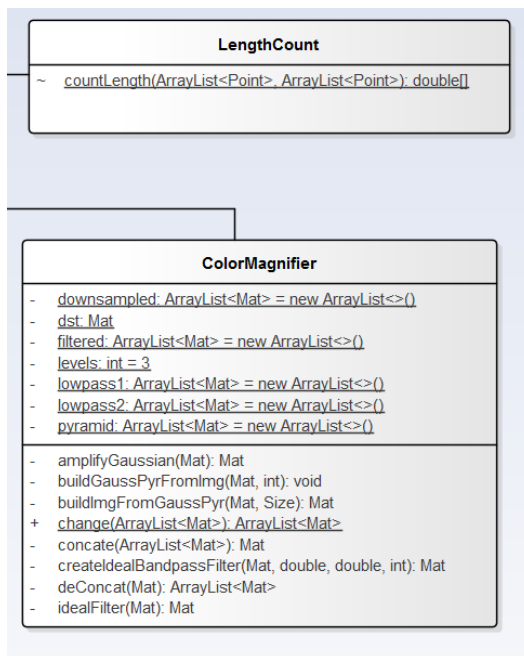 LengthCount
~ countLength(ArrayList<Point>, ArrayList<Point>): double[]
ColorMagnifier
- downsampled: ArrayList<Mat> = new ArrayList<>()
- dst: Mat
- filtered: ArrayList<Mat> = new ArrayList<>()
- levels: int = 3
- lowpass1: ArrayList<Mat> = new ArrayList<>()
- lowpass2: ArrayList<Mat> = new ArrayList<>()
- pyramid: ArrayList<Mat> = new ArrayList<>()
- amplifyGaussian(Mat): Mat
- buildGaussPyrFromImg(Mat, int): void
- buildImgFromGaussPyr(Mat, Size): Mat
+ change(ArrayList<Mat>): ArrayList<Mat>
- concate(ArrayList<Mat>): Mat
- createIdealBandpassFilter(Mat, double, double, int): Mat
- deConcat(Mat): ArrayList<Mat>
- idealFilter(Mat): Mat